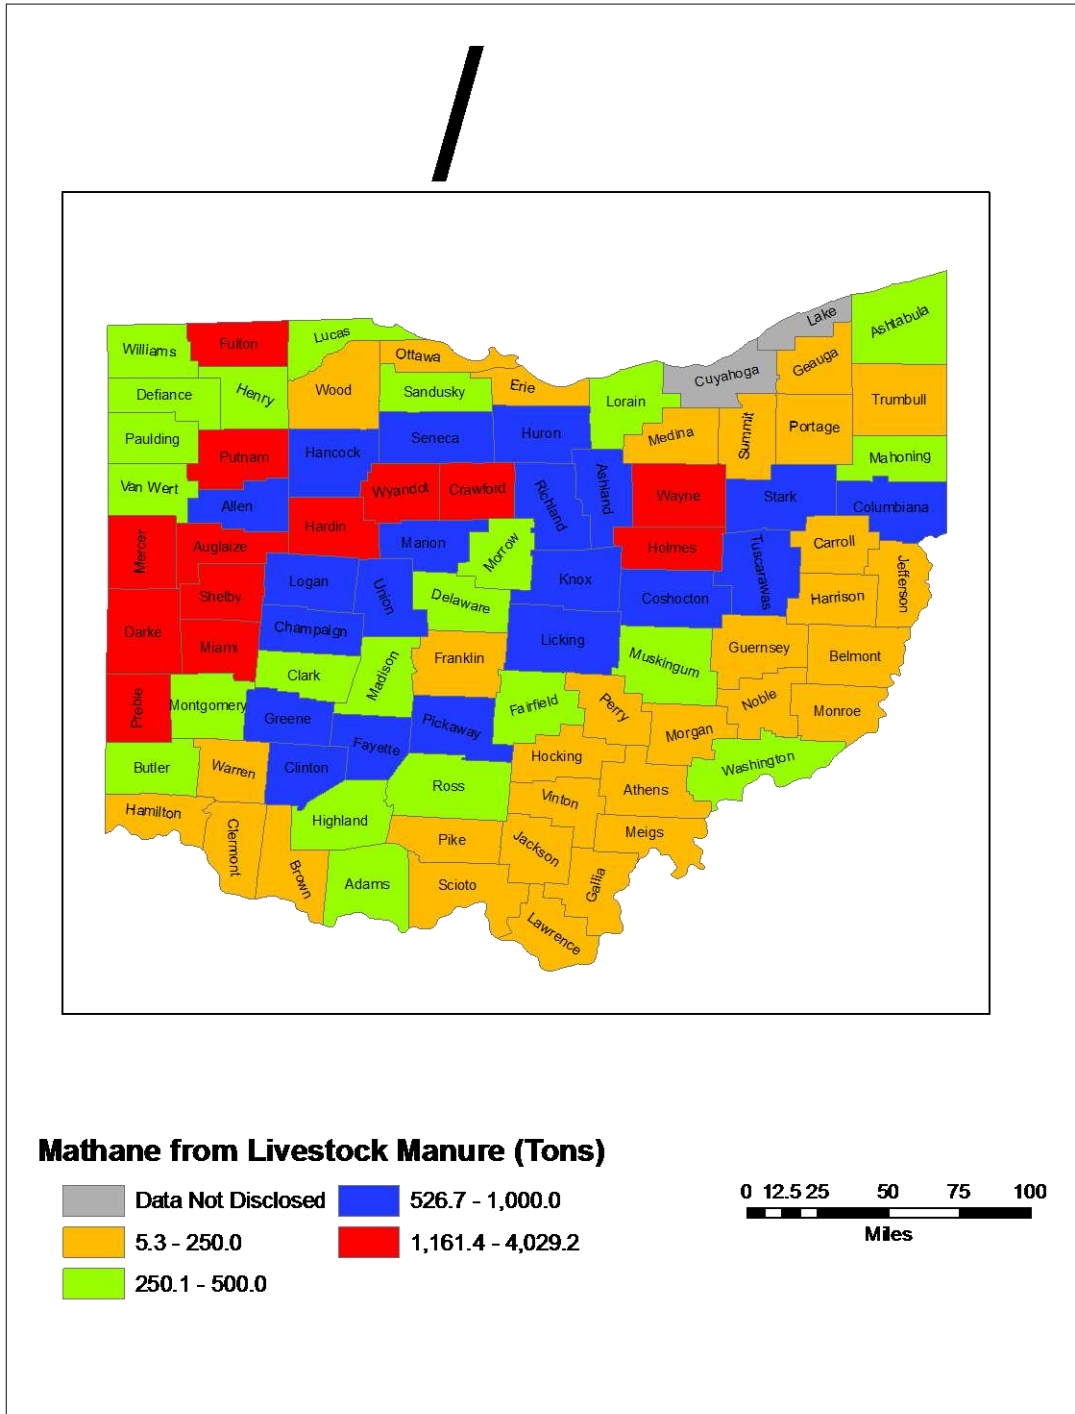 Lake
Ashtabula
Lucas
Williams
Fulton
Ottawa
Geauga
Cuyahoga
Erie
Wood
Sandusky
Defiance
Henry
Lorain
Trumbull
Portage
Summit
Medina
Paulding
Seneca
Huron
Hancock
Putnam
Mahoning
Van Wert
Wyandot
Crawford
Ashland
Wayne
Stark
Richland
Allen
Columbiana
Hardin
Marion
Auglaize
Mercer
Morrow
Holmes
Carroll
Tuscarawas
Jefferson
Logan
Union
Knox
Shelby
Delaware
Coshocton
Harrison
Darke
Champaign
Licking
Miami
Franklin
Muskingum
Guernsey
Belmont
Clark
Madison
Preble
Montgomery
Fairfield
Perry
Noble
Monroe
Greene
Pickaway
Morgan
Fayette
Hocking
Washington
Butler
Warren
Clinton
Ross
Athens
Vinton
Hamilton
Highland
Clermont
Pike
Jackson
Meigs
Brown
Adams
Scioto
Gallia
Lawrence
Mathane from Livestock Manure (Tons)
Data Not Disclosed
5.3 - 250.0
250.1 - 500.0
526.7 - 1,000.0
1,161.4 - 4,029.2
0 12.5 25 50 75 100
Miles